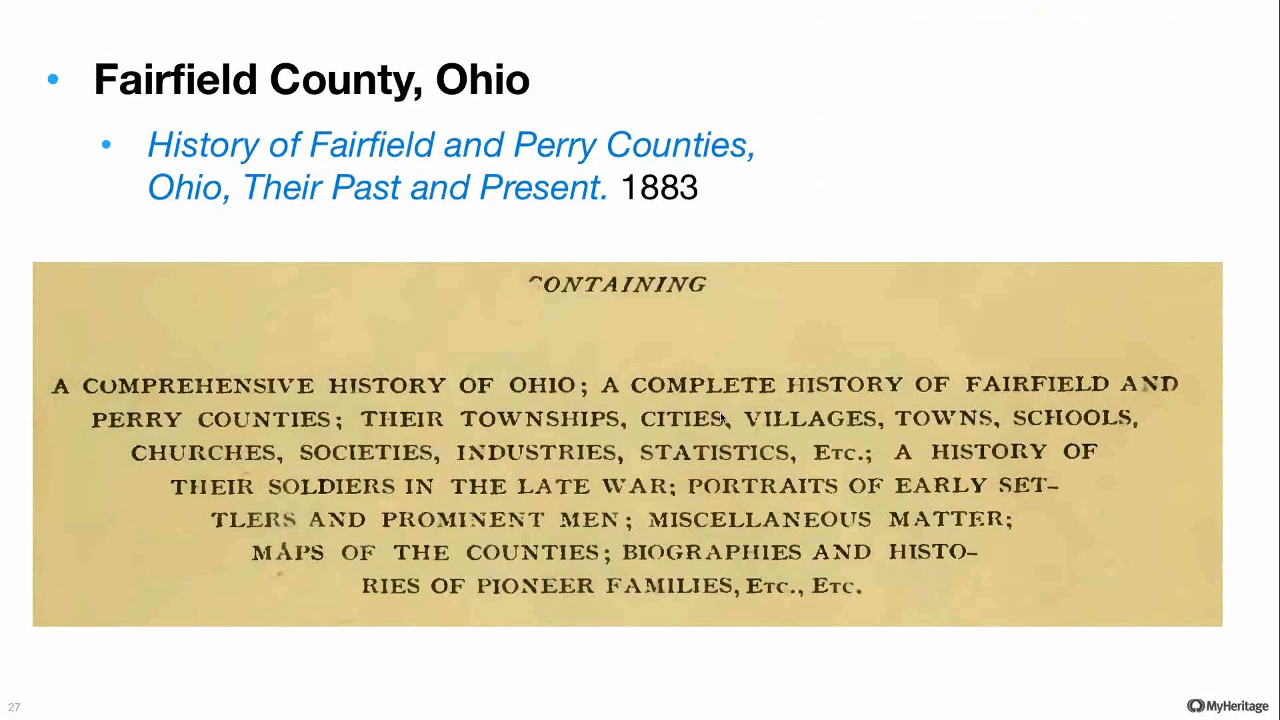 • Fairfield County, Ohio
• History of Fairfield and Perry Counties,
Ohio, Their Past and Present. 1883
CONTAINING
A COMPREHENSIVE HISTORY OF OHIO; A COMPLETE HISTORY OF FAIRFIELD AND
PERRY COUNTIES; THEIR TOWNSHIPS, CITIES, VILLAGES, TOWNS, SCHOOLS,
CHURCHES, SOCIETIES, INDUSTRIES, STATISTICS, ETC.; A HISTORY OF
THEIR SOLDIERS IN THE LATE WAR; PORTRAITS OF EARLY SET-
TLERS AND PROMINENT MEN; MISCELLANEOUS MATTER;
MAPS OF THE COUNTIES; BIOGRAPHIES AND HISTO-
RIES OF PIONEER FAMILIES, ETC., ETC.
27
MyHeritage